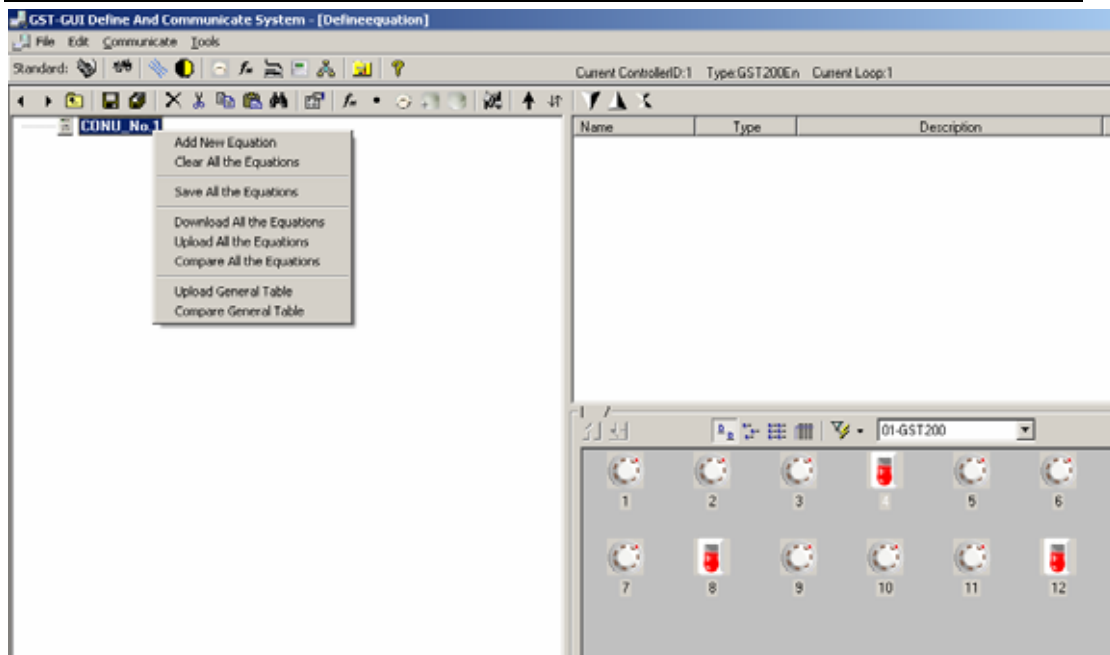 GST-GUI Define And Communicate System - [Defineequation]
File Edit Communicate Tools
Standard: Current ControllerID:1 Type:GST200En Current Loop:1
CONU_No.1
Name Type Description
Add New Equation
Clear All the Equations
Save All the Equations
Download All the Equations
Upload All the Equations
Compare All the Equations
Upload General Table
Compare General Table
01-GST200
1 2 3 4 5 6
7 8 9 10 11 12